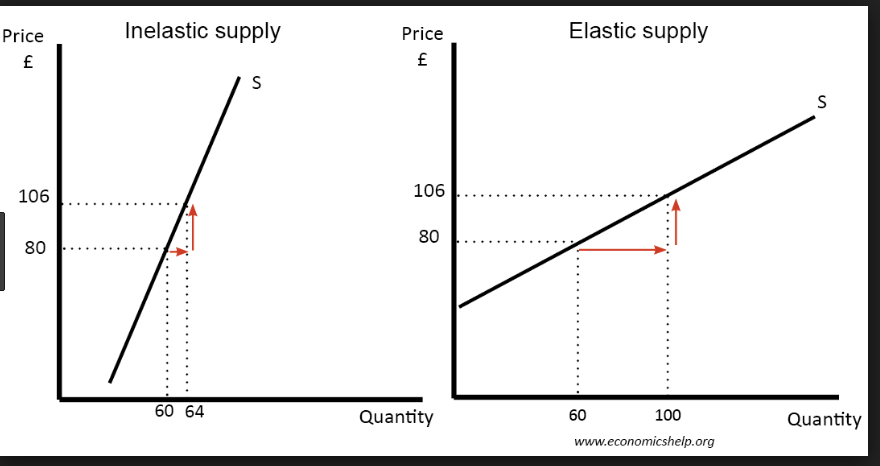 Inelastic supply
Price
£
S
106
80
60 64
Quantity
Elastic supply
Price
£
S
106
80
60 100
Quantity
www.economicshelp.org